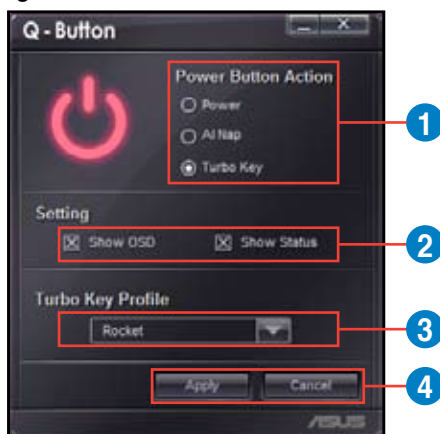 Q - Button
Power Button Action
Power
AI Nap
Turbo Key
1
Setting
Show OSD Show Status
2
Turbo Key Profile
Rocket
3
Apply Cancel
4
ASUS